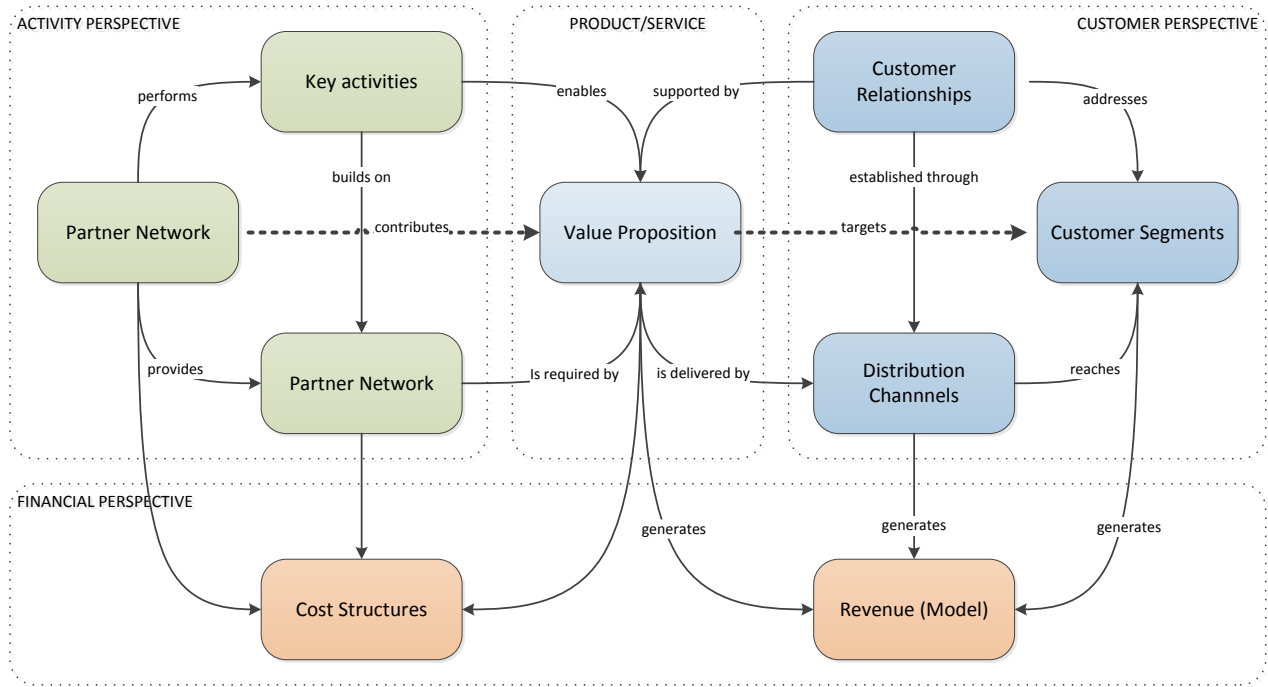 ACTIVITY PERSPECTIVE
PRODUCT/SERVICE
CUSTOMER PERSPECTIVE
Key activities
Customer
Relationships
performs
enables
supported by
addresses
builds on
established through
Partner Network
contributes
Value Proposition
targets
Customer Segments
provides
Partner Network
Is required by
is delivered by
Distribution
Channnels
reaches
FINANCIAL PERSPECTIVE
generates
generates
generates
Cost Structures
Revenue (Model)